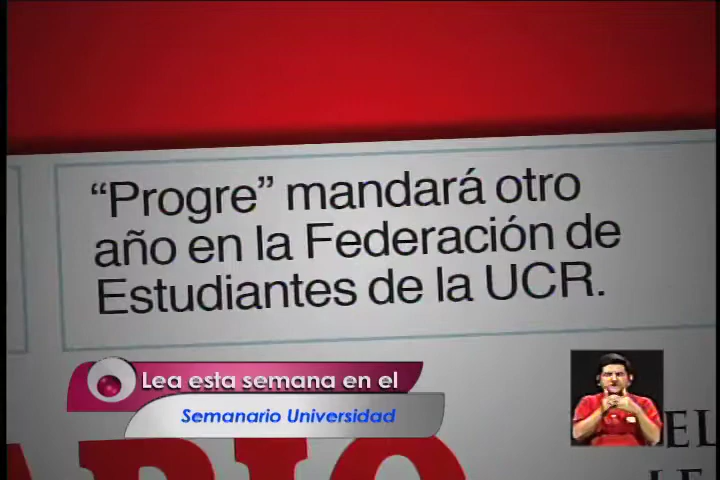 “Progre” mandará otro
año en la Federación de
Estudiantes de la UCR.
Lea esta semana en el
Semanario Universidad